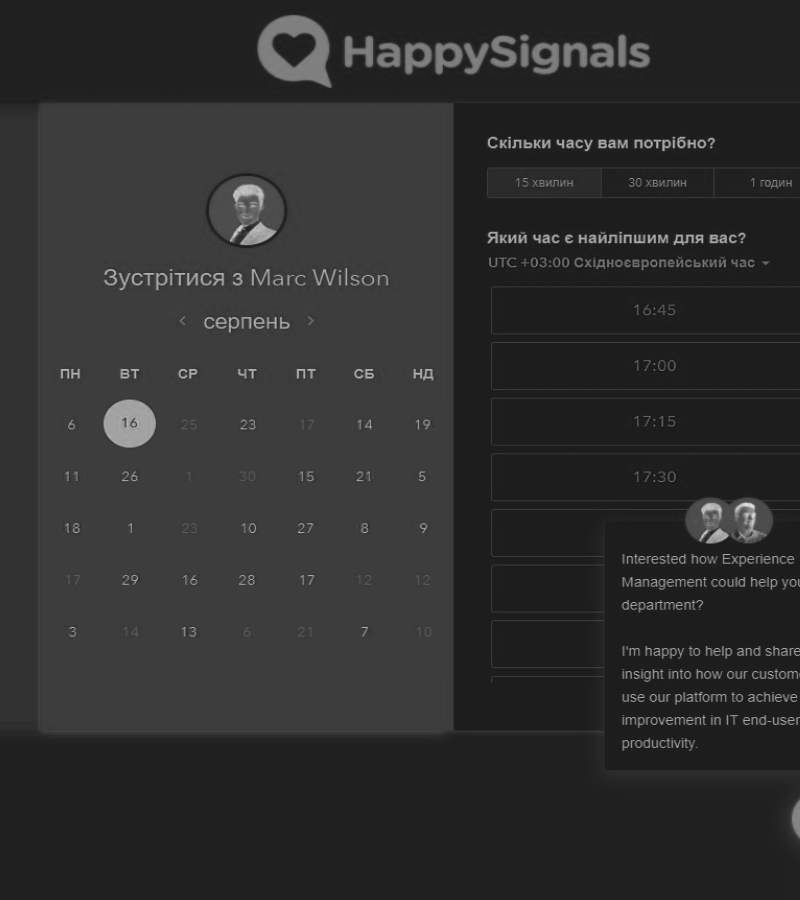 HappySignals
Зустрітися з Marc Wilson
‹ серпень ›
ПН ВТ СР ЧТ ПТ СБ НД
6 16 25 23 17 14 19
11 26 1 30 15 21 5
18 1 23 10 27 8 9
17 29 16 28 17 12 12
3 14 13 6 21 7 10
Скільки часу вам потрібно?
15 хвилин 30 хвилин 1 годин
Який час є найліпшим для вас?
UTC +03:00 Східноєвропейський час
16:45
17:00
17:15
17:30
Interested how Experience
Management could help you
department?
I'm happy to help and share
insight into how our custome
use our platform to achieve
improvement in IT end-user
productivity.